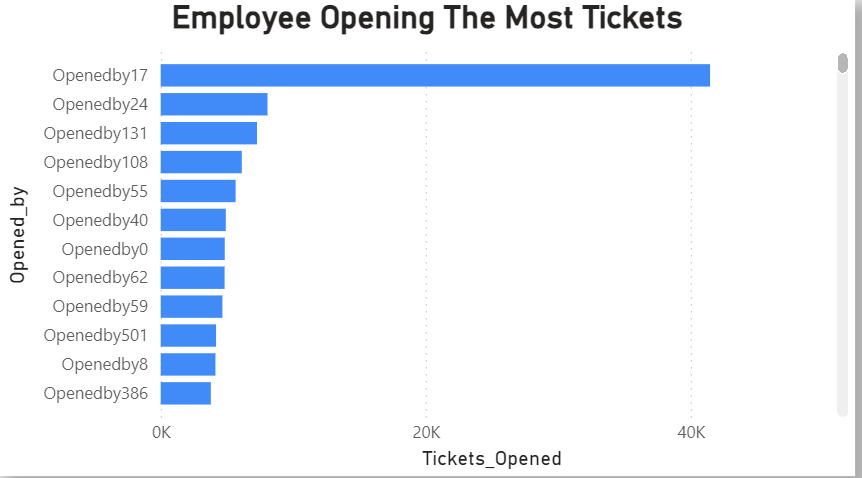 Employee Opening The Most Tickets
Opened_by
Openedby17
Openedby24
Openedby131
Openedby108
Openedby55
Openedby40
Openedby0
Openedby62
Openedby59
Openedby501
Openedby8
Openedby386
0K 20K 40K
Tickets_Opened